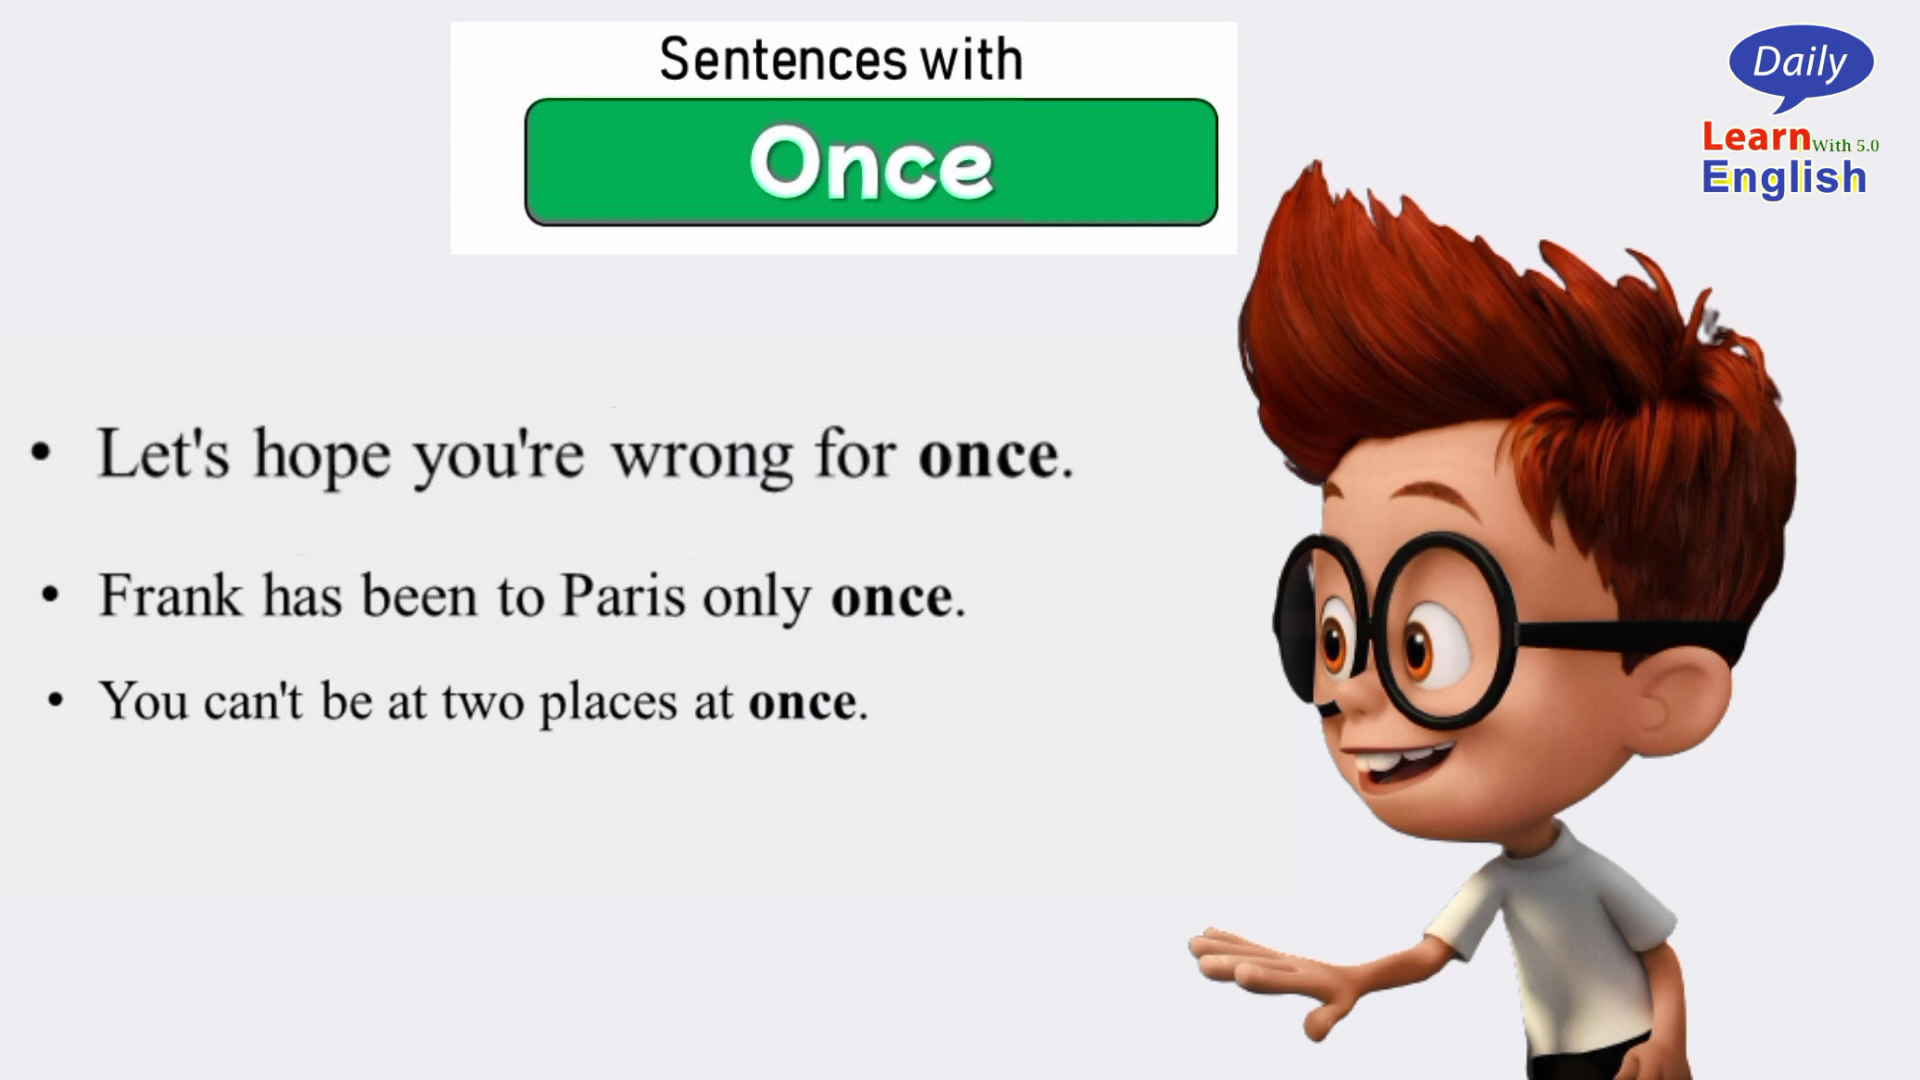 Sentences with
Once
Daily
Learn With 5.0
English
• Let's hope you're wrong for once.
• Frank has been to Paris only once.
• You can't be at two places at once.